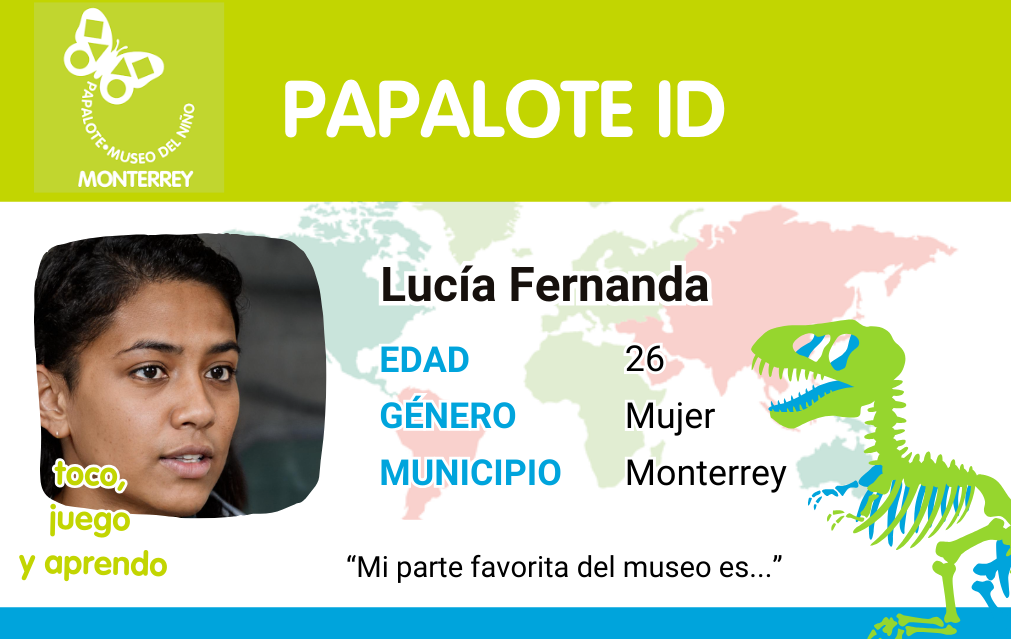 PAPALOTE•MUSEO DEL NIÑO
MONTERREY
PAPALOTE ID
Lucía Fernanda
EDAD 26
GÉNERO Mujer
MUNICIPIO Monterrey
toco,
juego
y aprendo
“Mi parte favorita del museo es...”